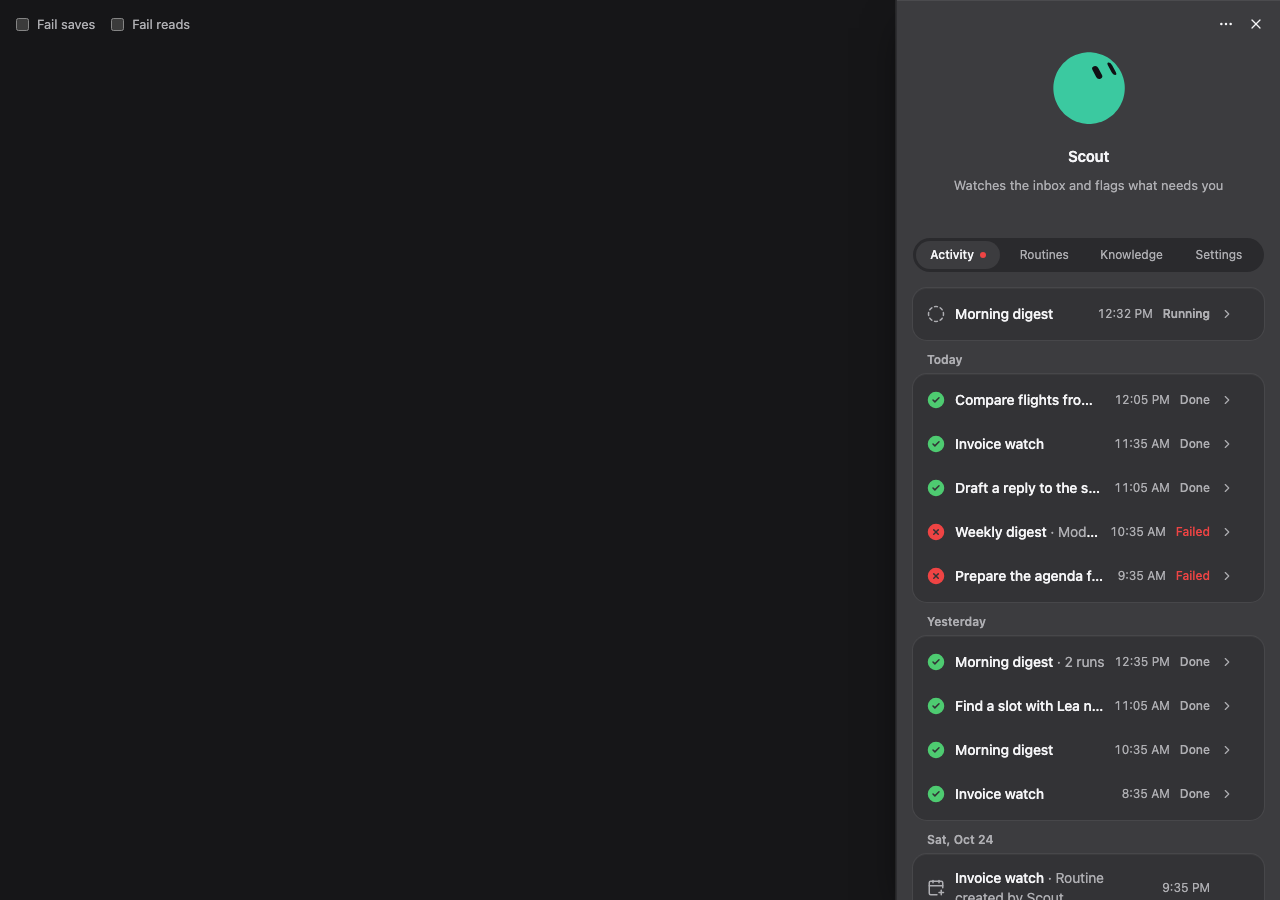 Fail saves Fail reads
Scout
Watches the inbox and flags what needs you
Activity Routines Knowledge Settings
Morning digest 12:32 PM Running
Today
Compare flights fro... 12:05 PM Done
Invoice watch 11:35 AM Done
Draft a reply to the s... 11:05 AM Done
Weekly digest · Mod... 10:35 AM Failed
Prepare the agenda f... 9:35 AM Failed
Yesterday
Morning digest · 2 runs 12:35 PM Done
Find a slot with Lea n... 11:05 AM Done
Morning digest 10:35 AM Done
Invoice watch 8:35 AM Done
Sat, Oct 24
Invoice watch · Routine 9:35 PM
created by Scout